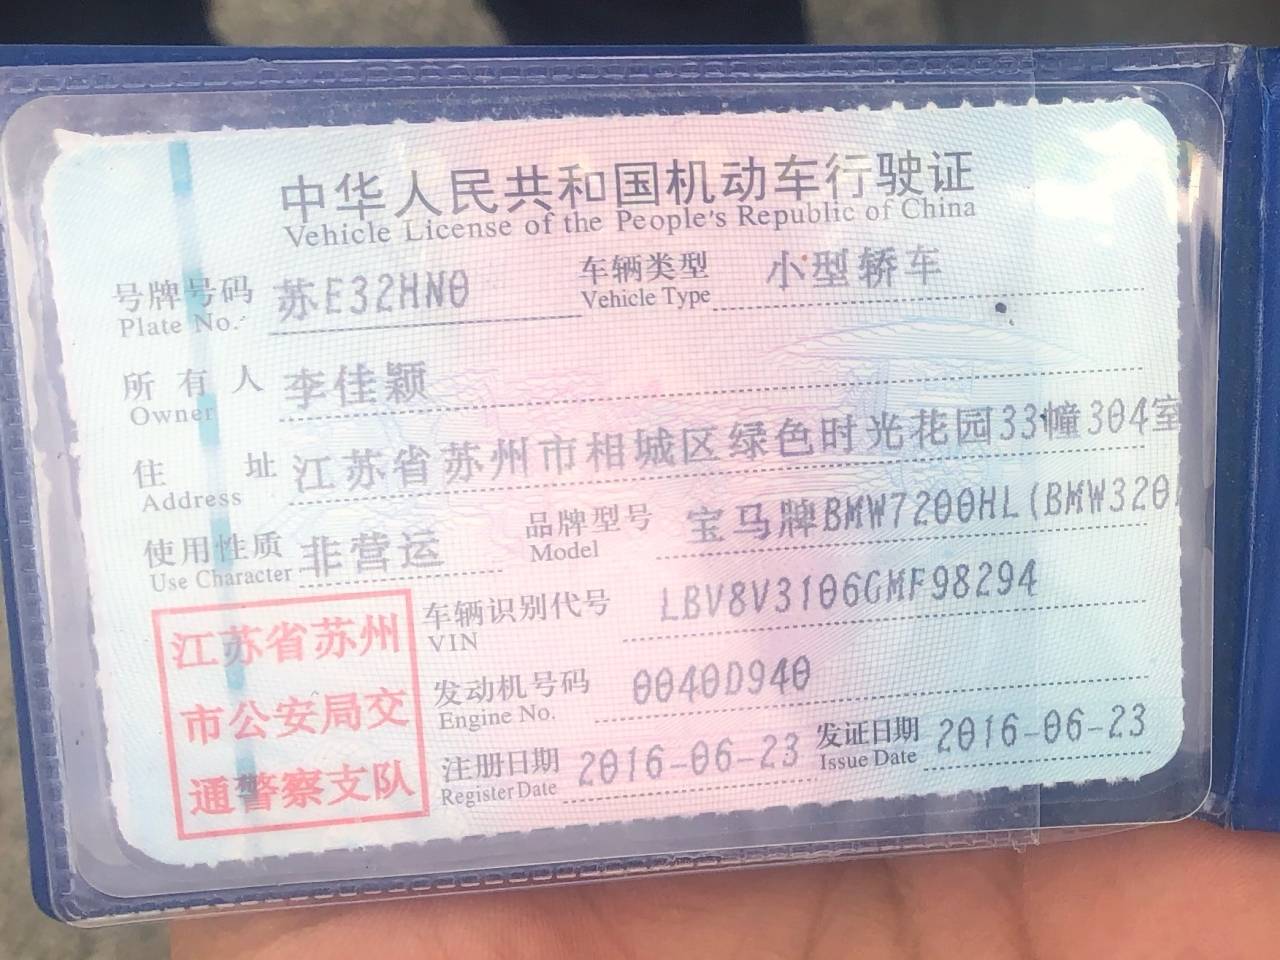 中华人民共和国机动车行驶证
Vehicle License of the People's Republic of China
号牌号码 苏E32HN0 车辆类型 小型轿车
Plate No. Vehicle Type
所有人 李佳颖
Owner
住址 江苏省苏州市相城区绿色时光花园33幢304室
Address
使用性质 非营运 品牌型号 宝马牌BMW7200HL(BMW320
Use Character Model
车辆识别代号 LBV8V3106GMF98294
VIN
发动机号码 0040D940
Engine No.
注册日期 2016-06-23 发证日期 2016-06-23
Register Date Issue Date
江苏省苏州
市公安局交
通警察支队